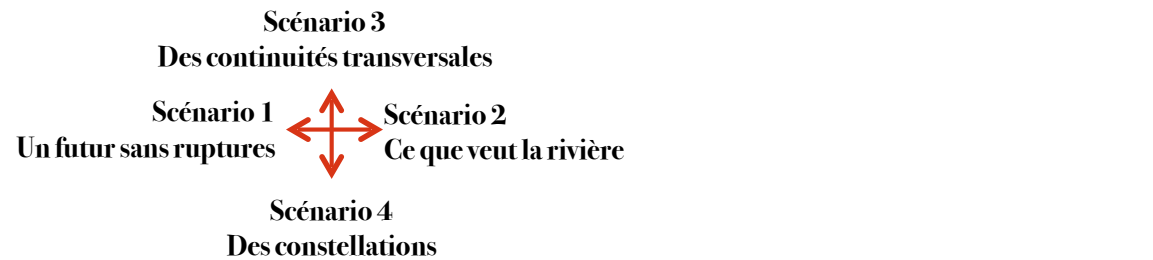 Scénario 3
Des continuités transversales
Scénario 1
Un futur sans ruptures
Scénario 2
Ce que veut la rivière
Scénario 4
Des constellations